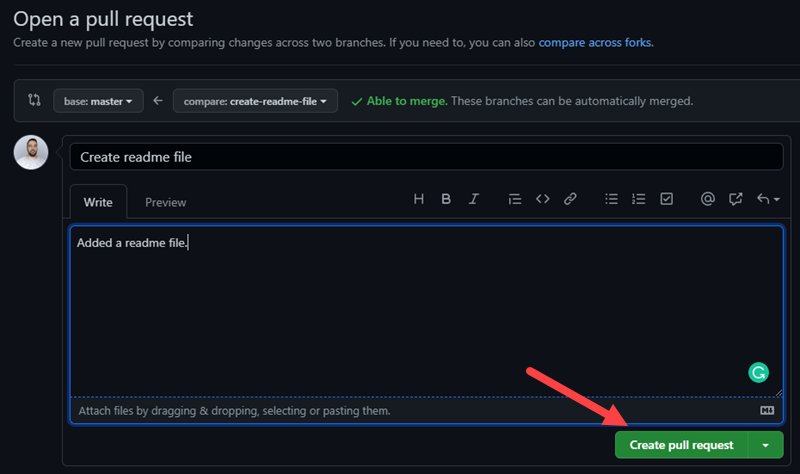 Open a pull request
Create a new pull request by comparing changes across two branches. If you need to, you can also compare across forks.
base: master compare: create-readme-file Able to merge. These branches can be automatically merged.
Create readme file
Write Preview H B I
Added a readme file.
Attach files by dragging & dropping, selecting or pasting them.
Create pull request